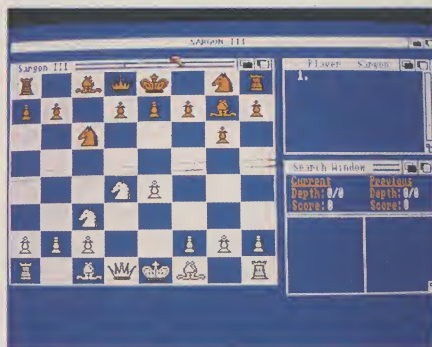 SARGON III
Sargon III
Player Sargon
1.
Search Window
Current Previous
Depth: 0/0 Depth: 0/0
Score: 0 Score: 0